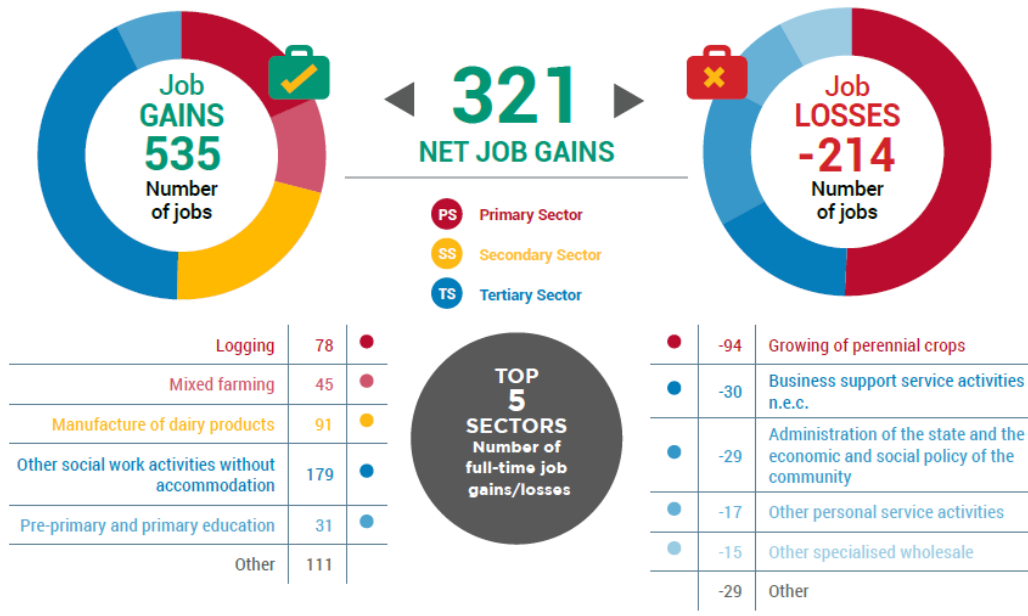 Job
GAINS
535
Number
of jobs
321
NET JOB GAINS
Job
LOSSES
-214
Number
of jobs
PS Primary Sector
SS Secondary Sector
TS Tertiary Sector
Logging 78
Mixed farming 45
Manufacture of dairy products 91
Other social work activities without
accommodation 179
Pre-primary and primary education 31
Other 111
TOP
5
SECTORS
Number of
full-time job
gains/losses
-94 Growing of perennial crops
-30 Business support service activities
n.e.c.
-29 Administration of the state and the
economic and social policy of the
community
-17 Other personal service activities
-15 Other specialised wholesale
-29 Other